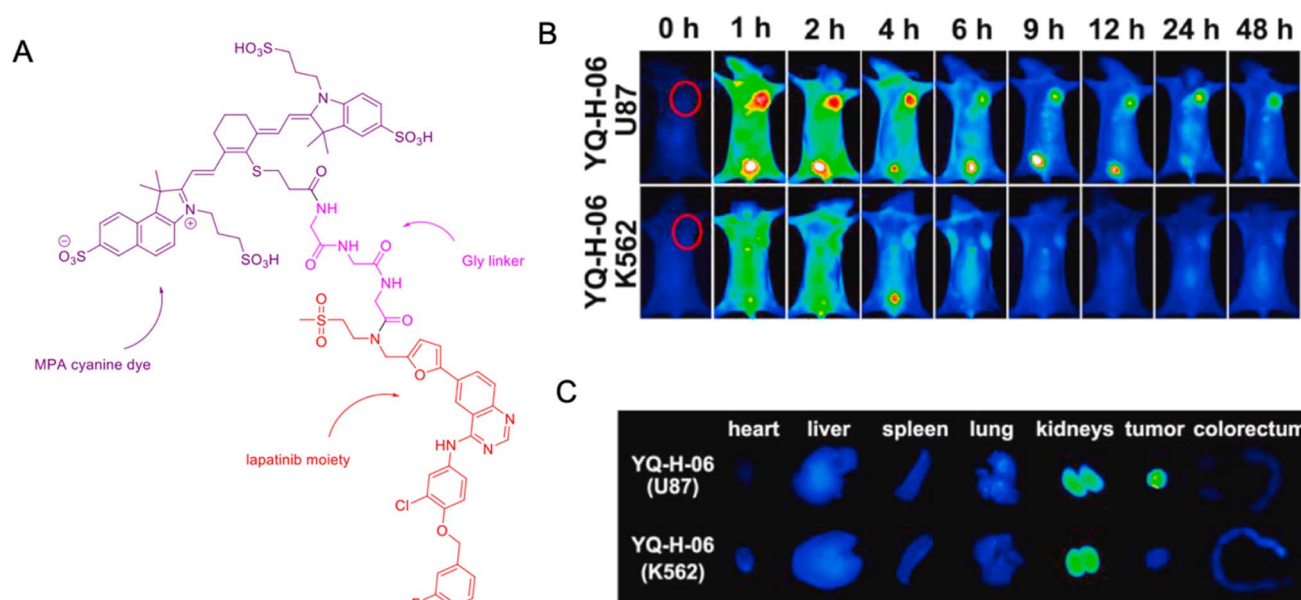 A
HO₃S
N
SO₃H
S
O
NH
O
NH
O
O
NH
O
N
⊕
⊖
SO₃
SO₃H
Gly linker
MPA cyanine dye
O
S
O
N
O
N
N
HN
Cl
O
F
lapatinib moiety
B
0 h 1 h 2 h 4 h 6 h 9 h 12 h 24 h 48 h
YQ-H-06
U87
YQ-H-06
K562
C
heart liver spleen lung kidneys tumor colorectum
YQ-H-06
(U87)
YQ-H-06
(K562)